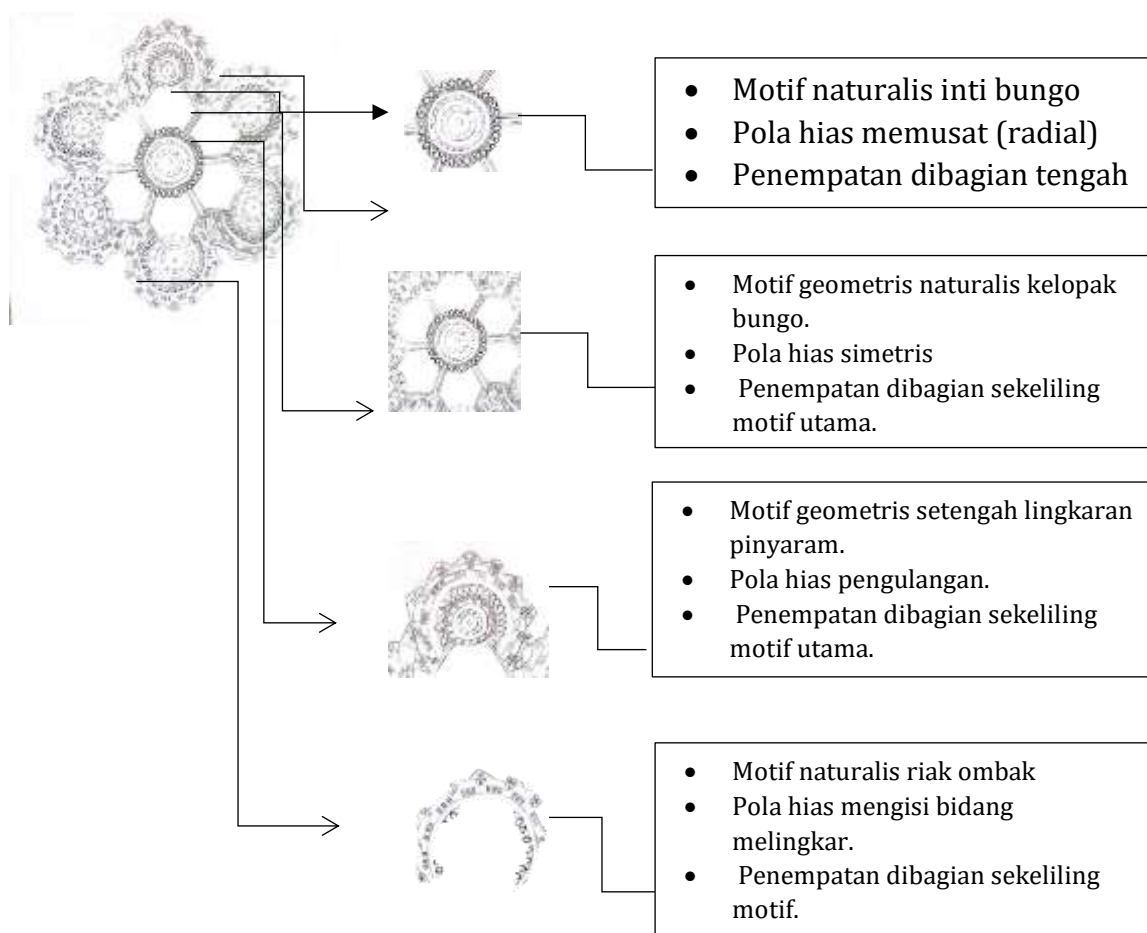 • Motif naturalis inti bungo
• Pola hias memusat (radial)
• Penempatan dibagian tengah
• Motif geometris naturalis kelopak
bungo.
• Pola hias simetris
• Penempatan dibagian sekeliling
motif utama.
• Motif geometris setengah lingkaran
pinyaram.
• Pola hias pengulangan.
• Penempatan dibagian sekeliling
motif utama.
• Motif naturalis riak ombak
• Pola hias mengisi bidang
melingkar.
• Penempatan dibagian sekeliling
motif.